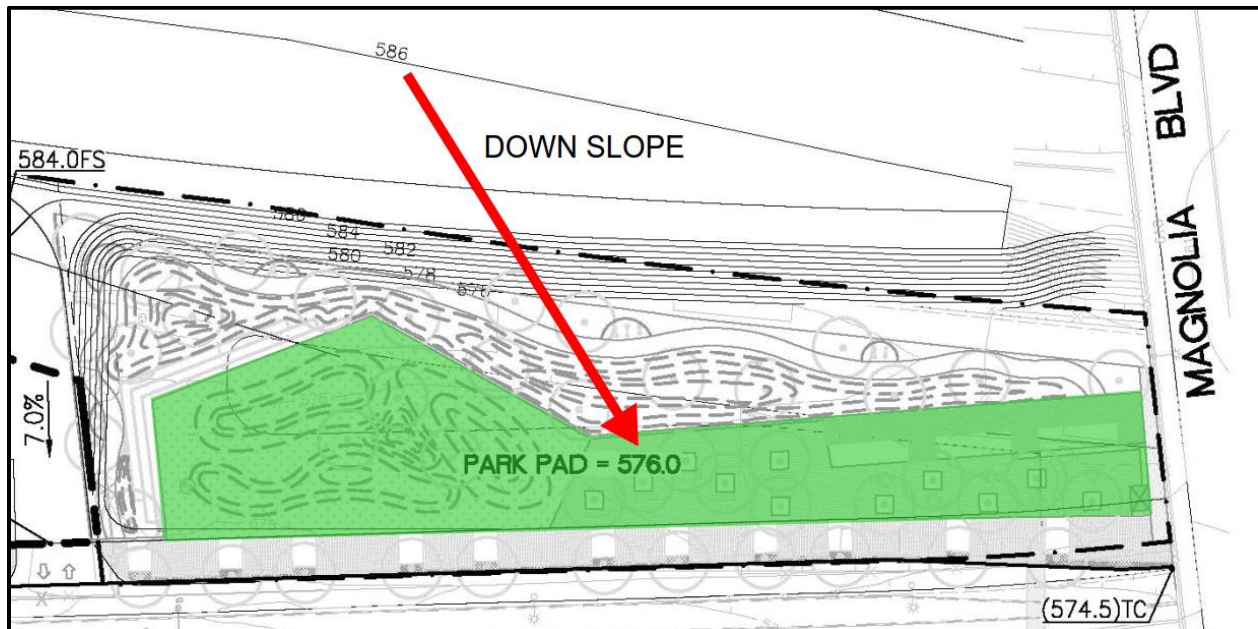 586
DOWN SLOPE
MAGNOLIA BLVD
584.0FS
584
582
580
578
7.0%
PARK PAD = 576.0
(574.5)TC